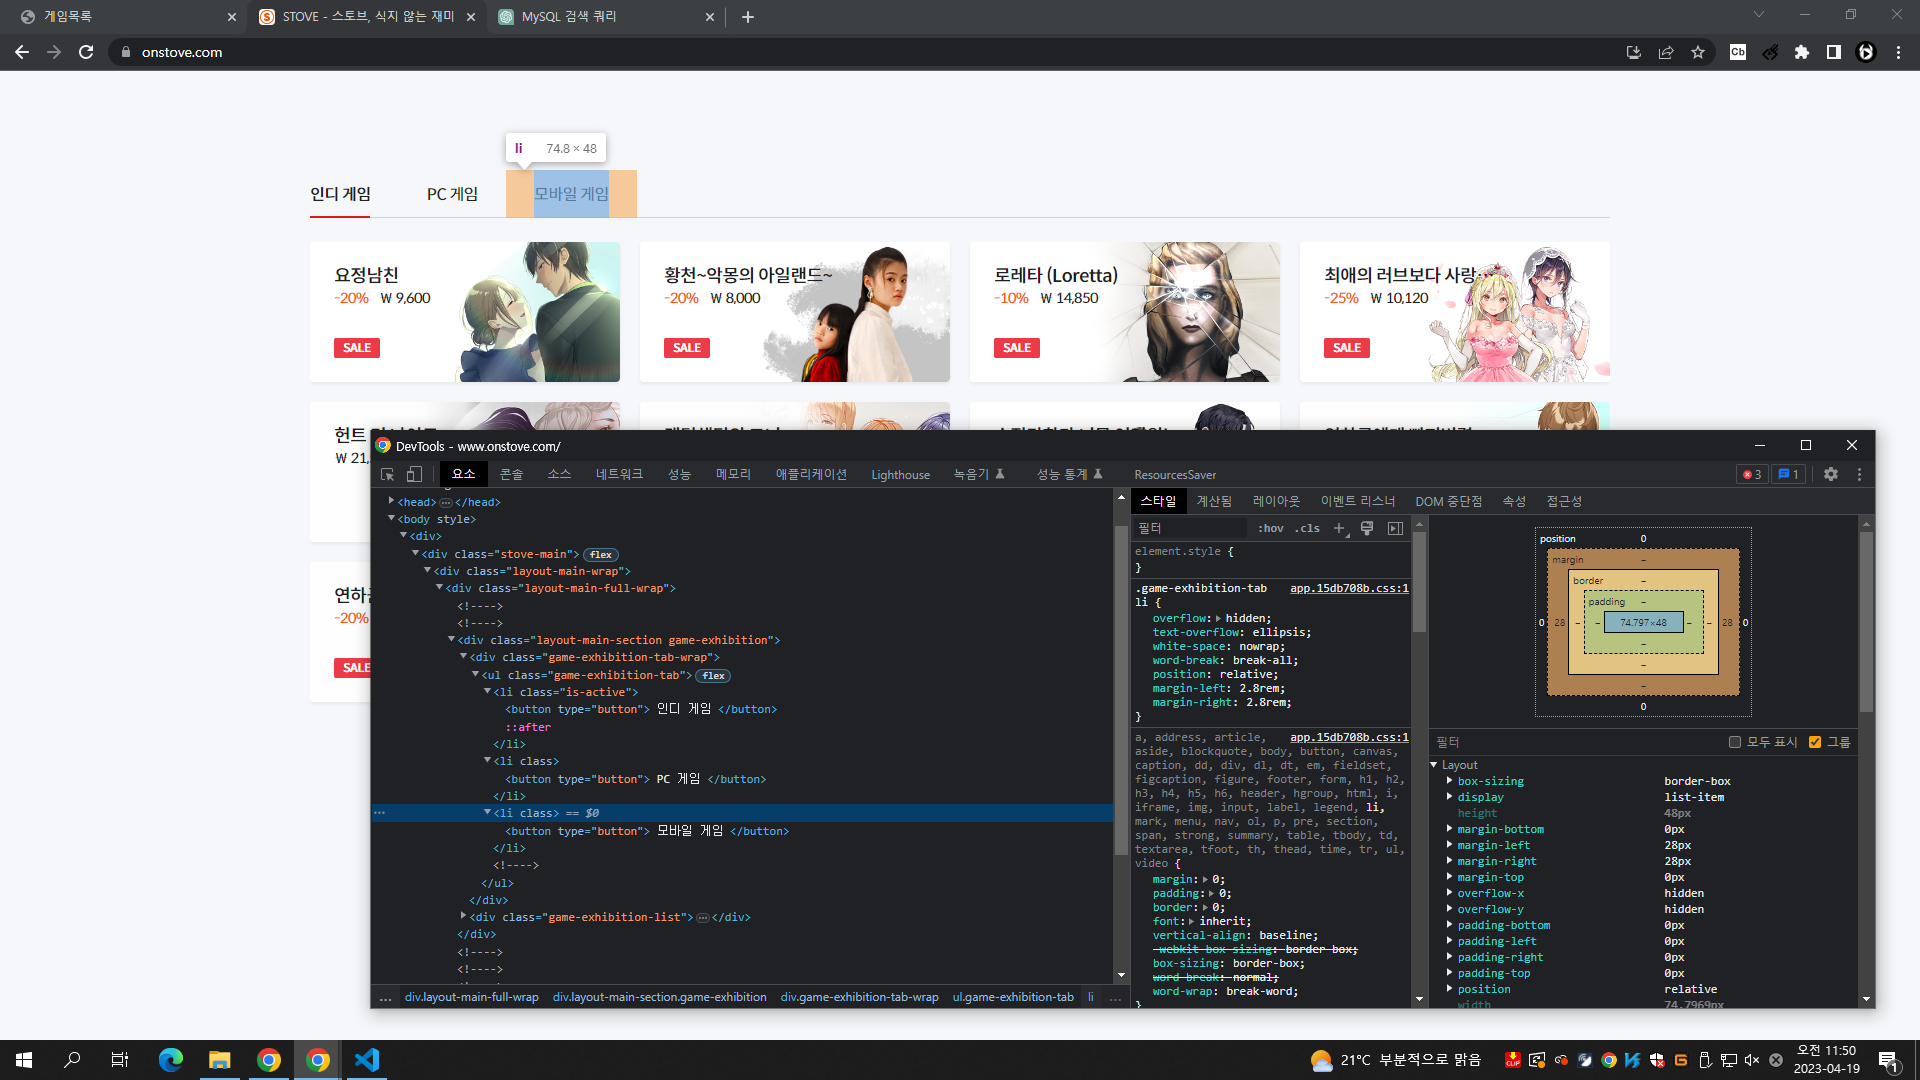 게임목록
STOVE - 스토브, 식지 않는 재미
MySQL 검색 쿼리
onstove.com
Cb
li 74.8 × 48
인디 게임 PC 게임 모바일 게임
요정남친
-20% ₩ 9,600
SALE
황천~악몽의 아일랜드~
-20% ₩ 8,000
SALE
로레타 (Loretta)
-10% ₩ 14,850
SALE
최애의 러브보다 사랑
-25% ₩ 10,120
SALE
헌트
₩ 21,
연하
-20%
SALE
DevTools - www.onstove.com/
요소 콘솔 소스 네트워크 성능 메모리 애플리케이션 Lighthouse 녹음기 성능 통계 ResourcesSaver
3 1
<head> … </head>
<body style>
<div>
<div class="stove-main"> flex
<div class="layout-main-wrap">
<div class="layout-main-full-wrap">
<!---->
<!---->
<div class="layout-main-section game-exhibition">
<div class="game-exhibition-tab-wrap">
<ul class="game-exhibition-tab"> flex
<li class="is-active">
<button type="button"> 인디 게임 </button>
::after
</li>
<li class>
<button type="button"> PC 게임 </button>
</li>
… <li class> == $0
<button type="button"> 모바일 게임 </button>
</li>
<!---->
</ul>
</div>
<div class="game-exhibition-list"> … </div>
</div>
<!---->
<!---->
… div.layout-main-full-wrap div.layout-main-section.game-exhibition div.game-exhibition-tab-wrap ul.game-exhibition-tab li …
스타일 계산됨 레이아웃 이벤트 리스너 DOM 중단점 속성 접근성
필터 :hov .cls
element.style {
}
.game-exhibition-tab app.15db708b.css:1
li {
overflow: hidden;
text-overflow: ellipsis;
white-space: nowrap;
word-break: break-all;
position: relative;
margin-left: 2.8rem;
margin-right: 2.8rem;
}
a, address, article, app.15db708b.css:1
aside, blockquote, body, button, canvas,
caption, dd, div, dl, dt, em, fieldset,
figcaption, figure, footer, form, h1, h2,
h3, h4, h5, h6, header, hgroup, html, i,
iframe, img, input, label, legend, li,
mark, menu, nav, ol, p, pre, section,
span, strong, summary, table, tbody, td,
textarea, tfoot, th, thead, time, tr, ul,
video {
margin: 0;
padding: 0;
border: 0;
font: inherit;
vertical-align: baseline;
-webkit-box-sizing: border-box;
box-sizing: border-box;
word-break: normal;
word-wrap: break-word;
}
position 0
margin –
border –
padding –
0 28 – – 74.797×48 – – 28 0
–
–
–
0
필터 모두 표시 그룹
Layout
box-sizing border-box
display list-item
height 48px
margin-bottom 0px
margin-left 28px
margin-right 28px
margin-top 0px
overflow-x hidden
overflow-y hidden
padding-bottom 0px
padding-left 0px
padding-right 0px
padding-top 0px
position relative
width 74.7969px
21°C 부분적으로 맑음
CLIP
오전 11:50
2023-04-19
1